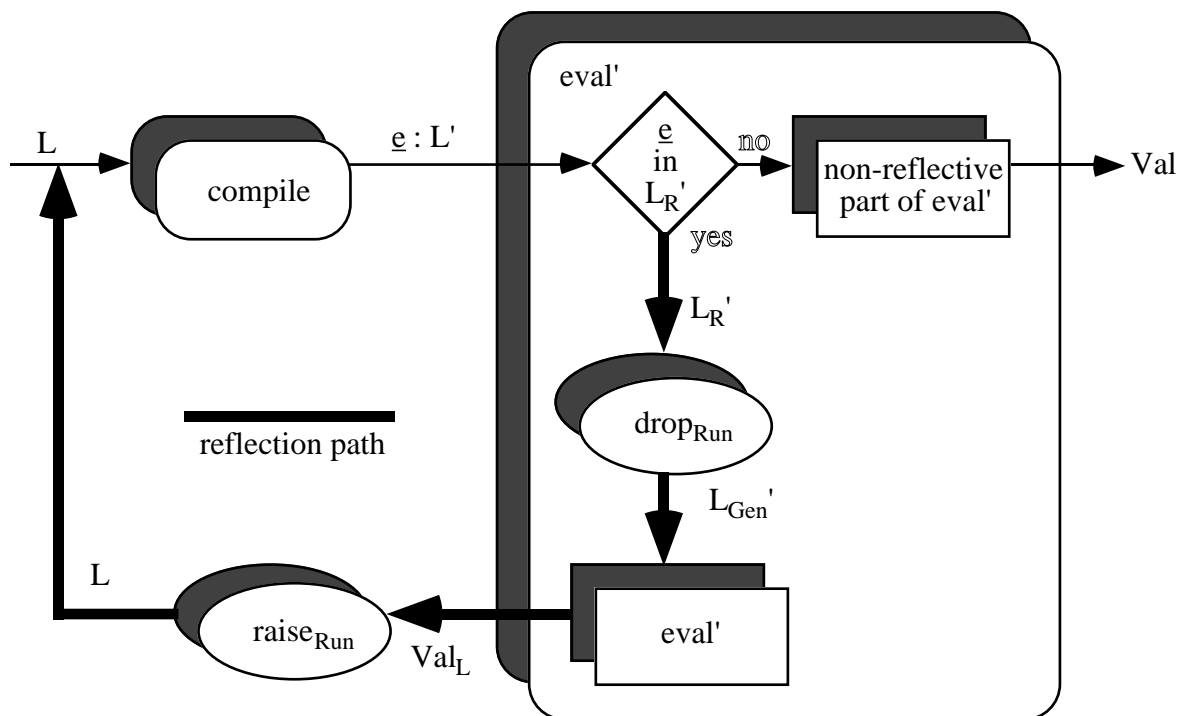 eval'
L
compile
e : L'
e
in
L_R'
no
non-reflective
part of eval'
Val
yes
L_R'
drop_Run
reflection path
L_Gen'
L
raise_Run
Val_L
eval'